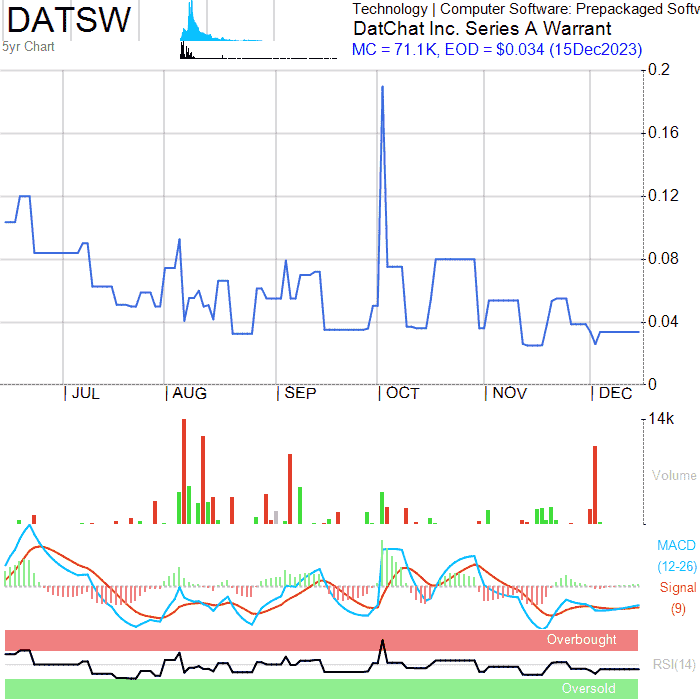 DATSW
5yr Chart
Technology | Computer Software: Prepackaged Softw
DatChat Inc. Series A Warrant
MC = 71.1K, EOD = $0.034 (15Dec2023)
0.2
0.16
0.12
0.08
0.04
0
| JUL | AUG | SEP | OCT | NOV | DEC
14k
Volume
MACD
(12-26)
Signal
(9)
Overbought
RSI(14)
Oversold